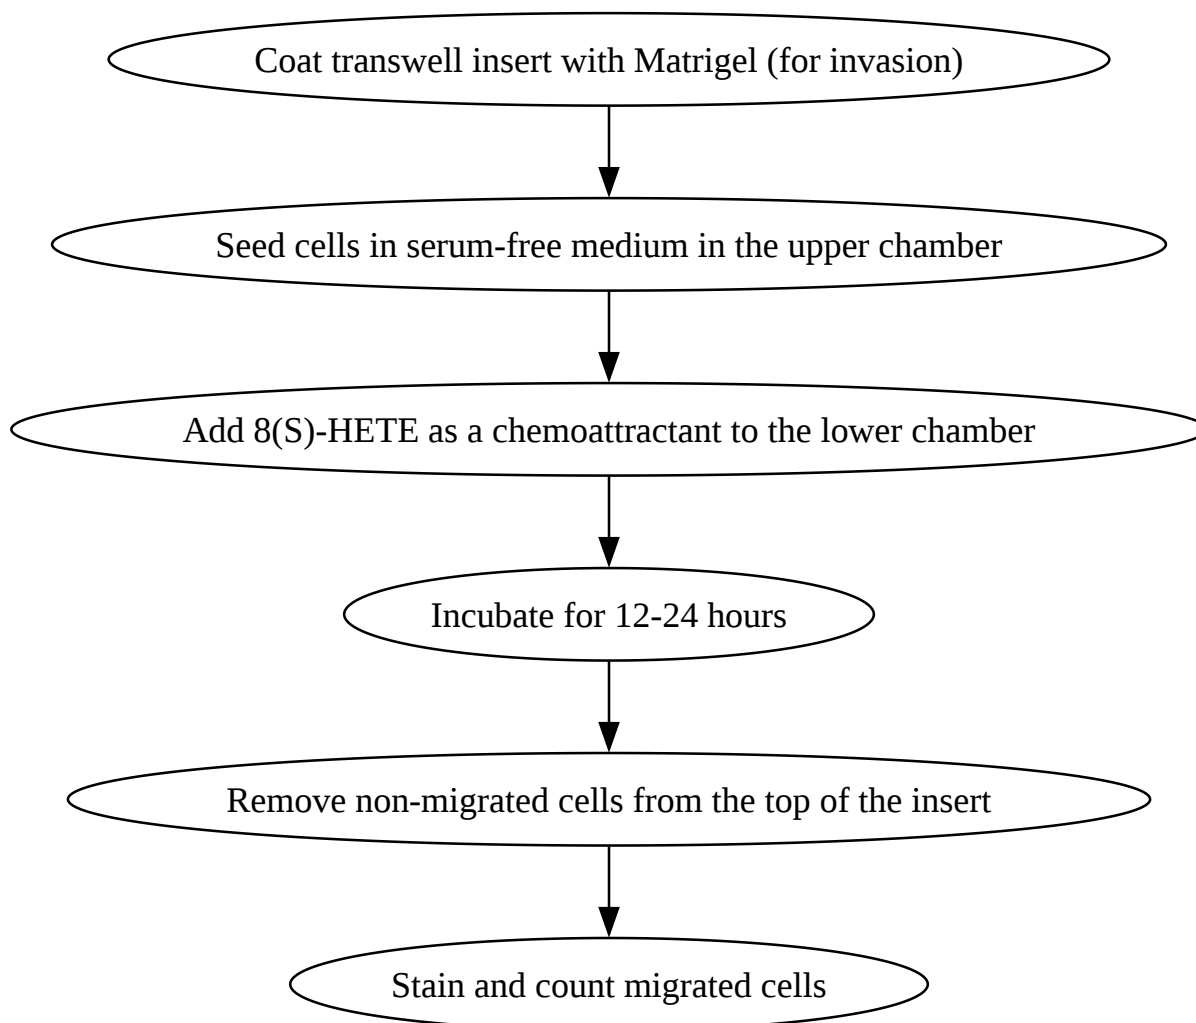 Coat transwell insert with Matrigel (for invasion)
Seed cells in serum-free medium in the upper chamber
Add 8(S)-HETE as a chemoattractant to the lower chamber
Incubate for 12-24 hours
Remove non-migrated cells from the top of the insert
Stain and count migrated cells